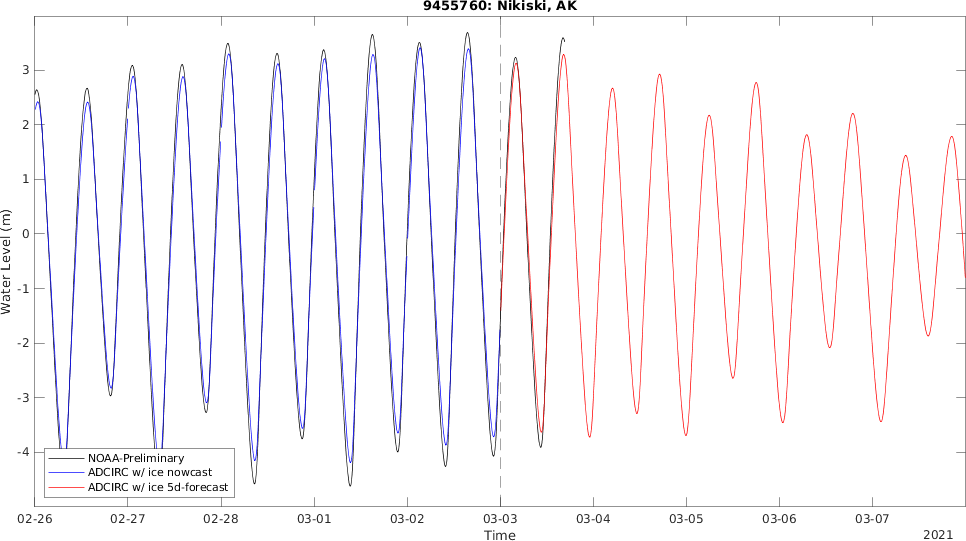 9455760: Nikiski, AK
Water Level (m)
3
2
1
0
-1
-2
-3
-4
NOAA-Preliminary
ADCIRC w/ ice nowcast
ADCIRC w/ ice 5d-forecast
02-26 02-27 02-28 03-01 03-02 03-03 03-04 03-05 03-06 03-07
Time
2021